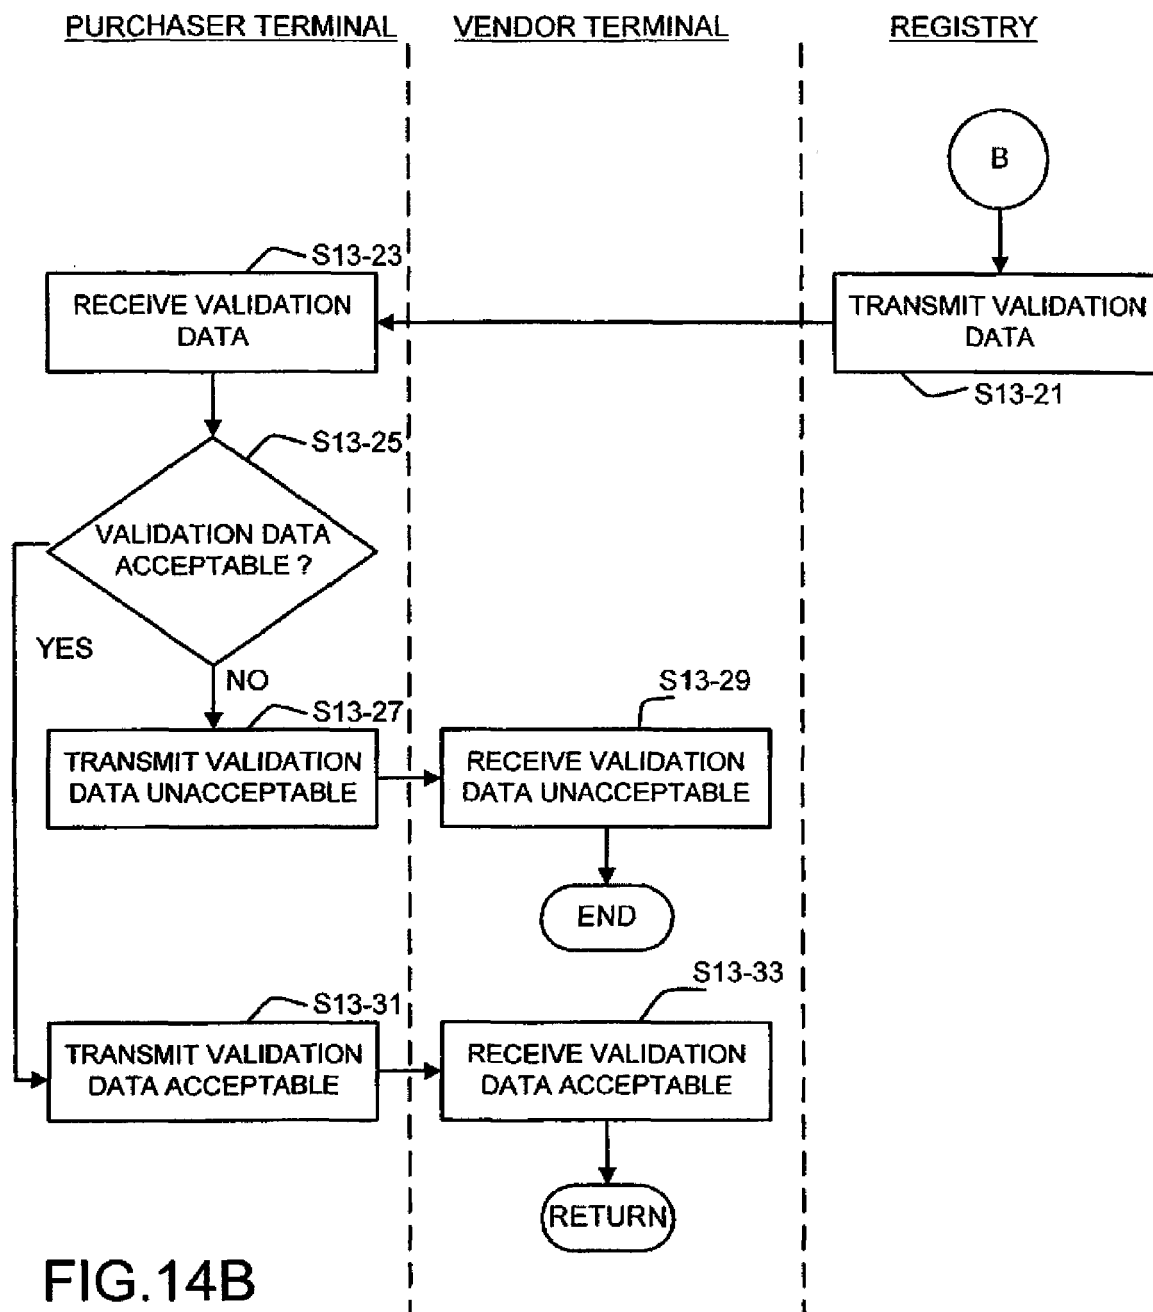 PURCHASER TERMINAL
VENDOR TERMINAL
REGISTRY
B
S13-23
RECEIVE VALIDATION
DATA
TRANSMIT VALIDATION
DATA
S13-21
S13-25
VALIDATION DATA
ACCEPTABLE ?
YES
NO
S13-27
TRANSMIT VALIDATION
DATA UNACCEPTABLE
S13-29
RECEIVE VALIDATION
DATA UNACCEPTABLE
END
S13-31
TRANSMIT VALIDATION
DATA ACCEPTABLE
S13-33
RECEIVE VALIDATION
DATA ACCEPTABLE
RETURN
FIG.14B